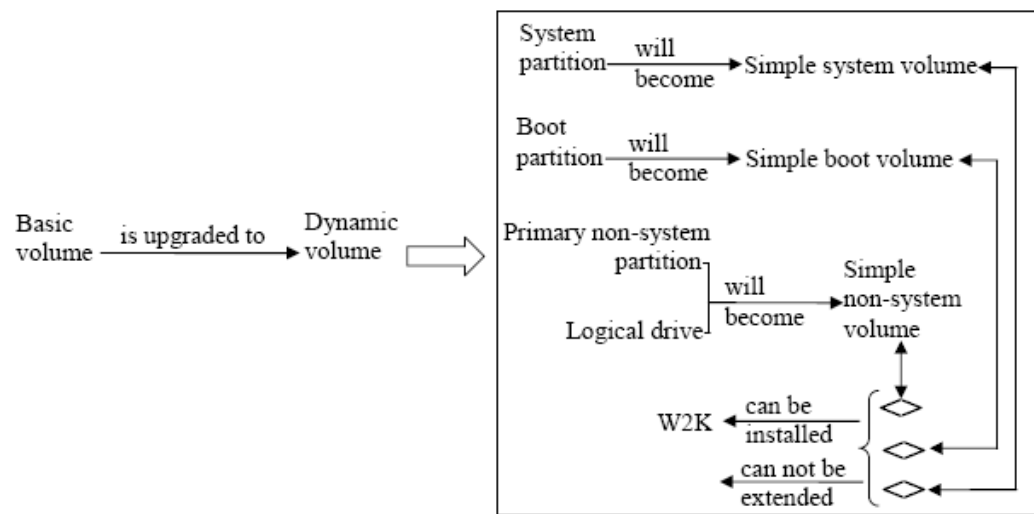 System
partition
will
become
Simple system volume
Boot
partition
will
become
Simple boot volume
Basic
volume
is upgraded to
Dynamic
volume
Primary non-system
partition
Logical drive
will
become
Simple
non-system
volume
W2K
can be
installed
can not be
extended